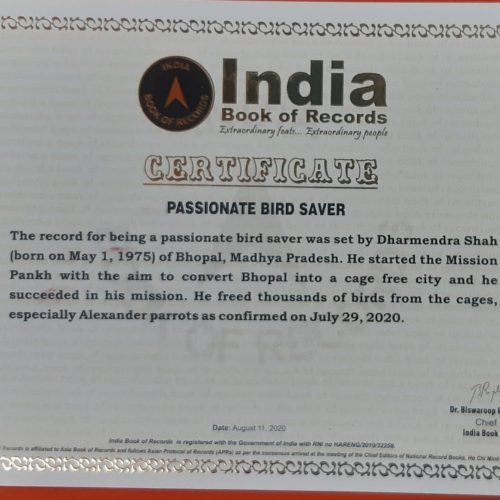 INDIA
BOOK OF RECORDS
India
Book of Records
Extraordinary feats... Extraordinary people
CERTIFICATE
PASSIONATE BIRD SAVER
The record for being a passionate bird saver was set by Dharmendra Shah
(born on May 1, 1975) of Bhopal, Madhya Pradesh. He started the Mission
Pankh with the aim to convert Bhopal into a cage free city and he
succeeded in his mission. He freed thousands of birds from the cages,
especially Alexander parrots as confirmed on July 29, 2020.
Dr. Biswaroop
Chief
India Book
Date: August 11, 2020
India Book of Records is registered with the Government of India with RNI no HARENG/2010/32259.
Records is affiliated to Asia Book of Records and follows Asian Protocol of Records (APRs) as per the consensus arrived at the meeting of the Chief Editors of National Record Books, Ho Chi Minh